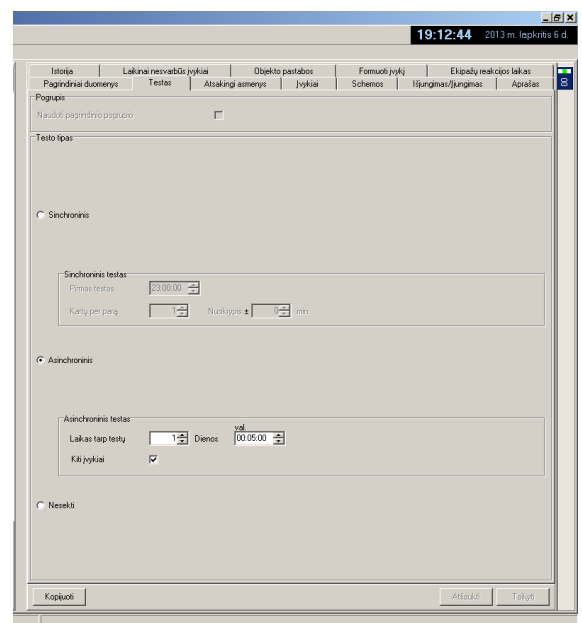 19:12:44 2013 m. lapkritis 6 d.
Istorija Laikinai nesvarbūs įvykiai Objekto pastabos Formuoti įvykį Ekipažų reakcijos laikas
Pagrindiniai duomenys Testas Atsakingi asmenys Įvykiai Schemos Išjungimas/Įjungimas Aprašas
Pogrupis
Naudoti pagrindinio pogrupio
Testo tipas
Sinchroninis
Sinchroninis testas
Pirmas testas 23:00:00
Kartų per parą 1 Nuokrypis ± 0 min.
Asinchroninis
Asinchroninis testas
val.
Laikas tarp testų 1 Dienos 00:05:00
Kiti įvykiai
Nesekti
Kopijuoti Atšaukti Taikyti